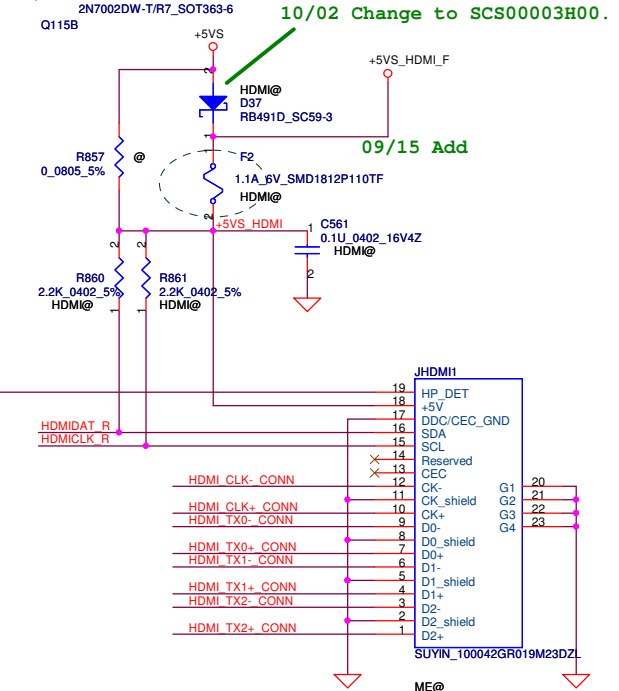 2N7002DW-T/R7_SOT363-6
Q115B
10/02 Change to SCS00003H00.
+5VS
+5VS_HDMI_F
2
HDMI@
D37
RB491D_SC59-3
1
09/15 Add
R857
0_0805_5%
@
1
F2
1.1A_6V_SMD1812P110TF
HDMI@
2
+5VS_HDMI
1
C561
0.1U_0402_16V4Z
HDMI@
2
2
2
R860
2.2K_0402_5%
HDMI@
R861
2.2K_0402_5%
HDMI@
1
1
JHDMI1
19 HP_DET
18 +5V
17 DDC/CEC_GND
HDMIDAT_R 16 SDA
HDMICLK_R 15 SCL
14 Reserved
13 CEC
HDMI_CLK-_CONN 12 CK-
11 CK_shield
HDMI_CLK+_CONN 10 CK+
HDMI_TX0-_CONN 9 D0-
8 D0_shield
HDMI_TX0+_CONN 7 D0+
HDMI_TX1-_CONN 6 D1-
5 D1_shield
HDMI_TX1+_CONN 4 D1+
HDMI_TX2-_CONN 3 D2-
2 D2_shield
HDMI_TX2+_CONN 1 D2+
G1 20
G2 21
G3 22
G4 23
SUYIN_100042GR019M23DZL
ME@